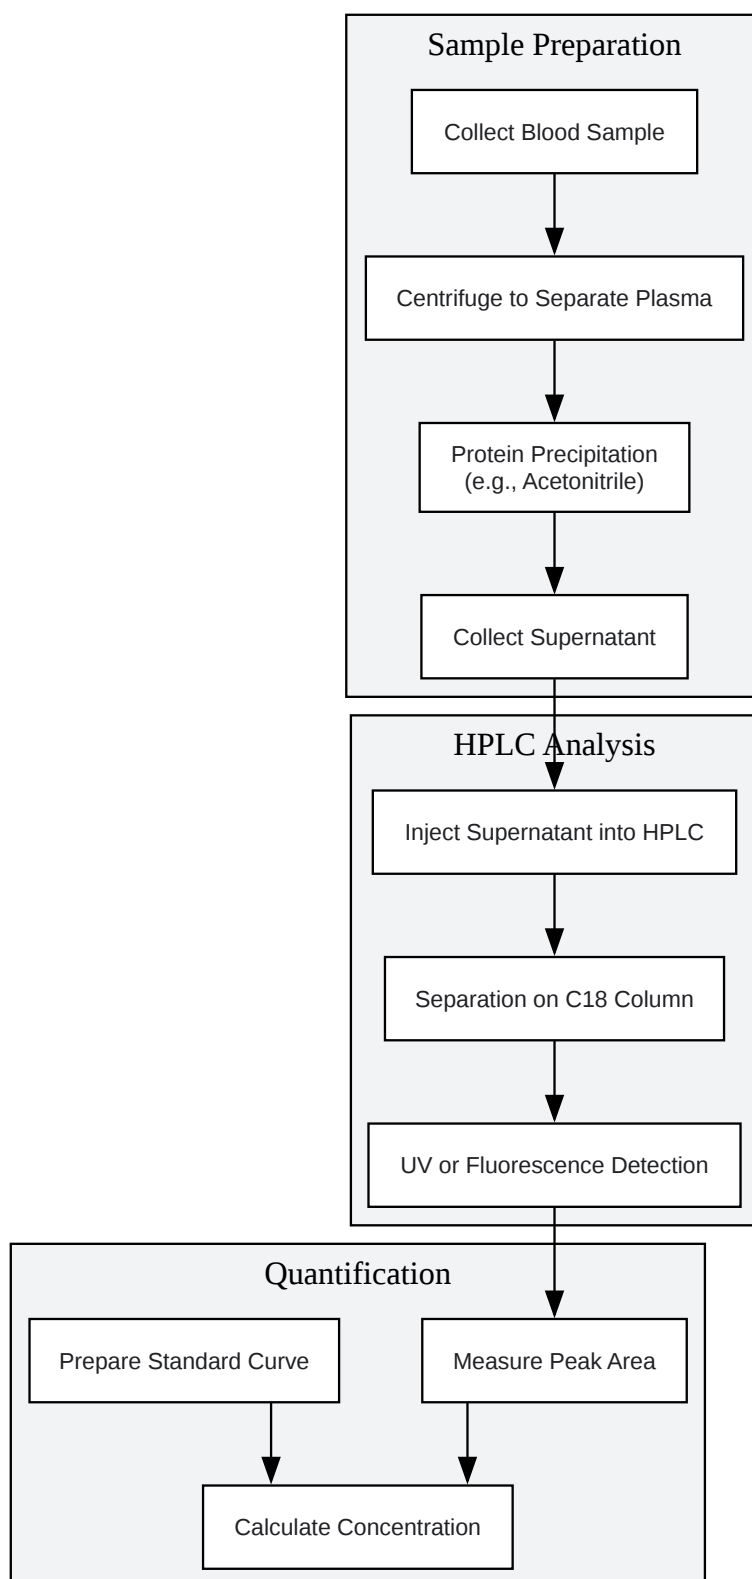 Sample Preparation
Collect Blood Sample
Centrifuge to Separate Plasma
Protein Precipitation
(e.g., Acetonitrile)
Collect Supernatant
HPLC Analysis
Inject Supernatant into HPLC
Separation on C18 Column
UV or Fluorescence Detection
Quantification
Prepare Standard Curve
Measure Peak Area
Calculate Concentration